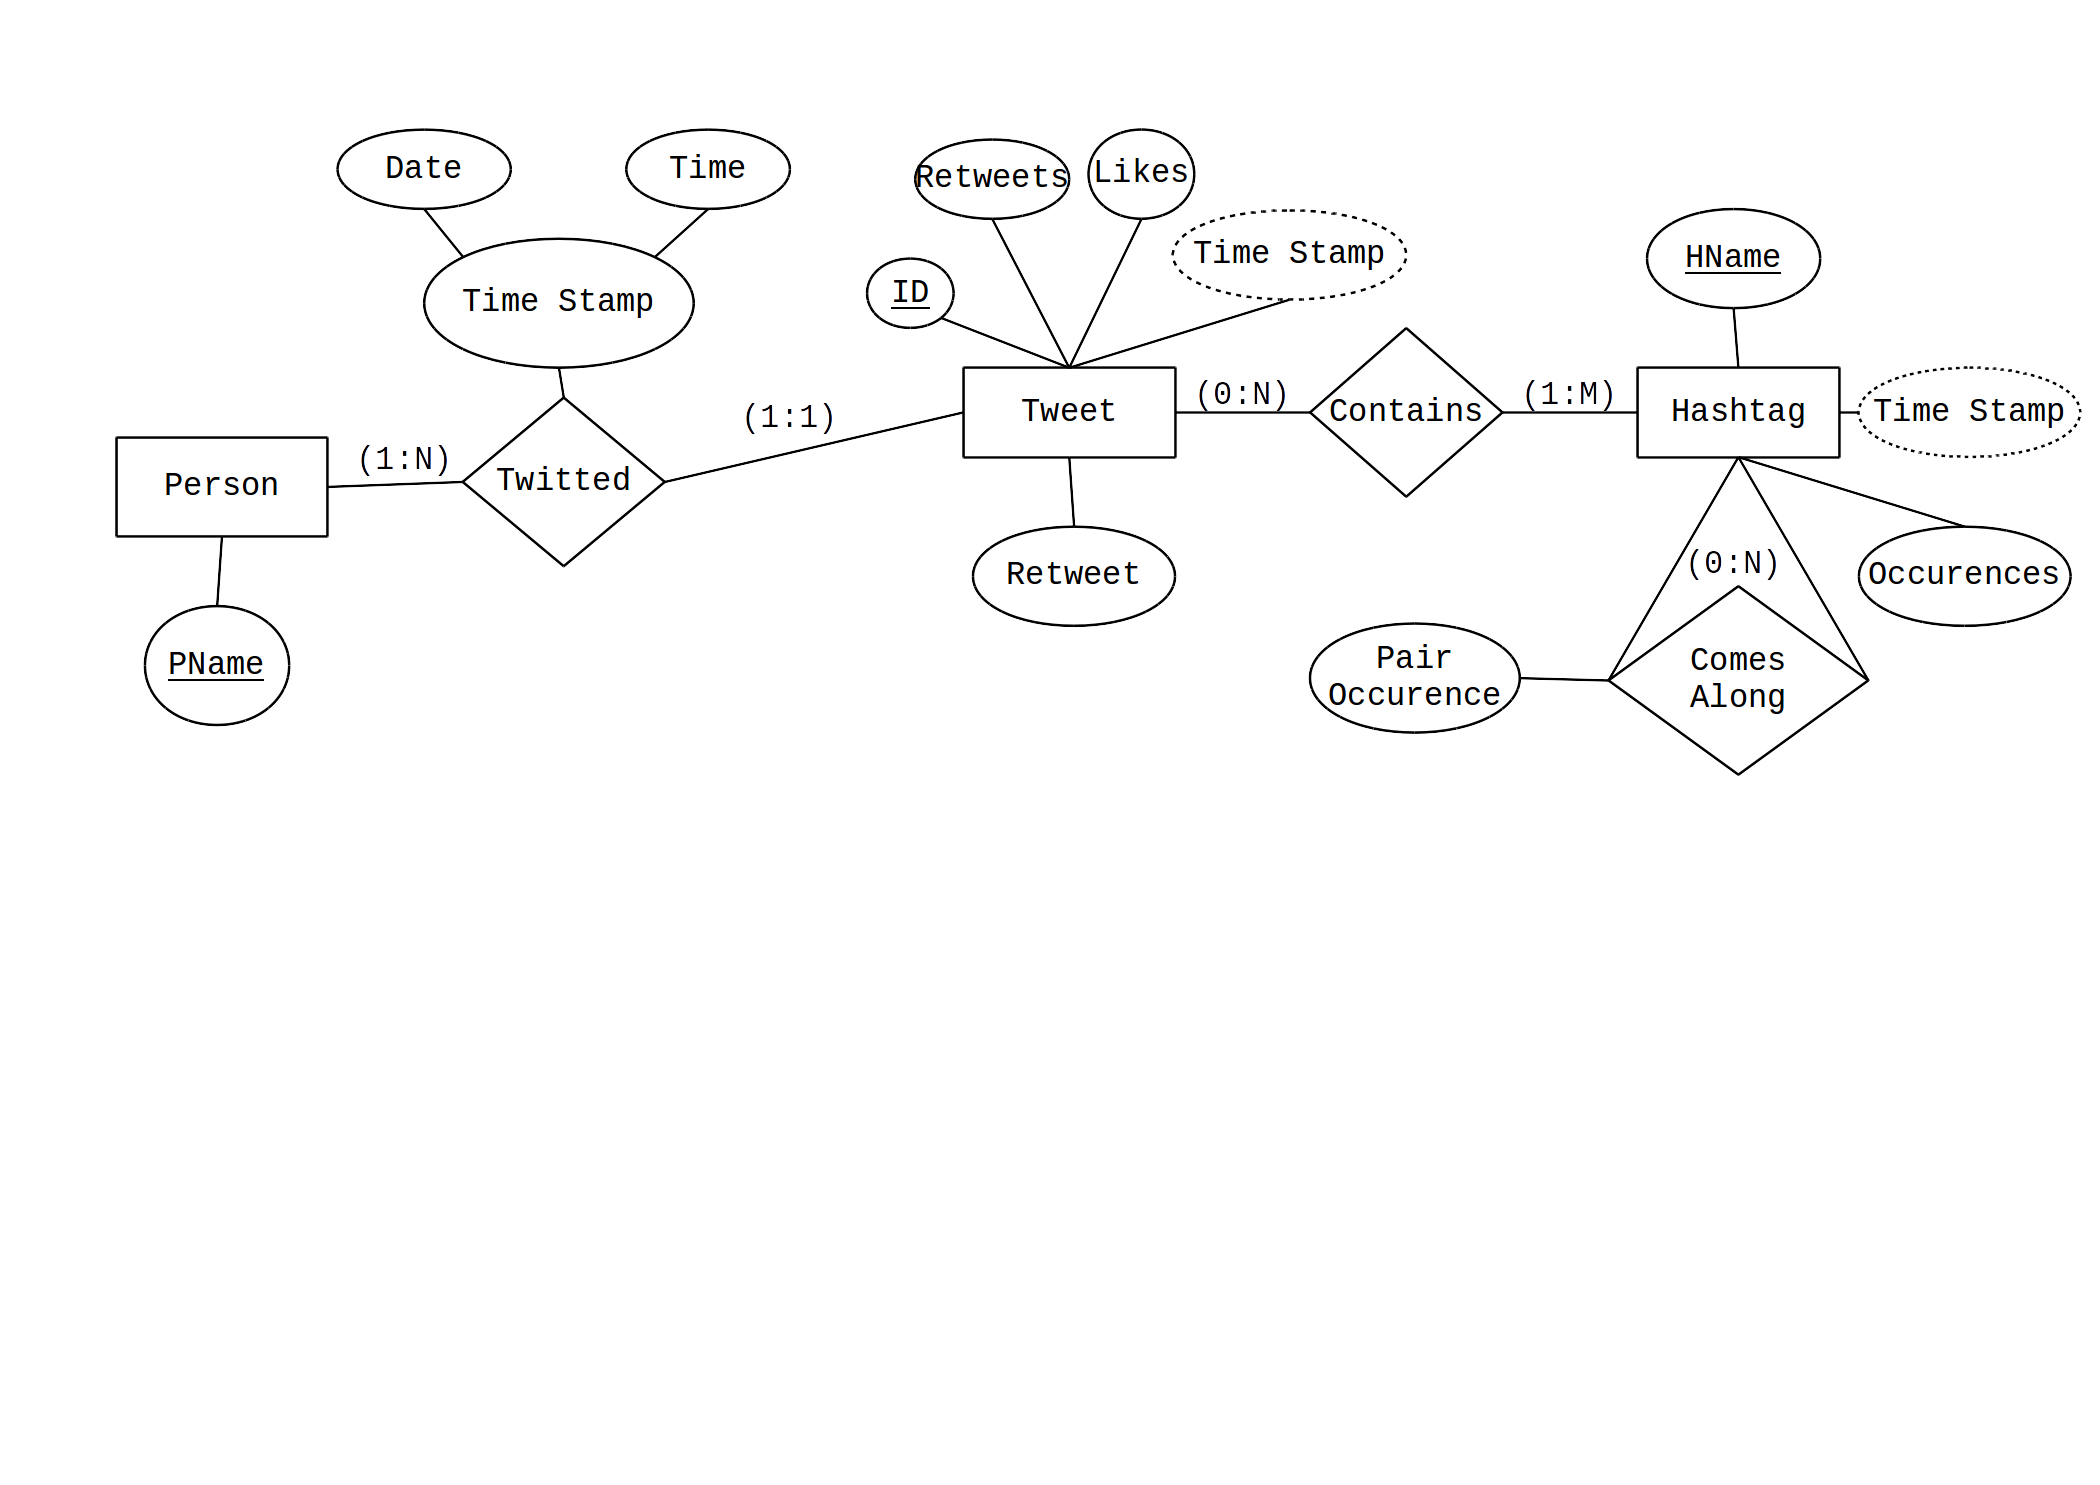 Date
Time
Retweets
Likes
Time Stamp
HName
ID
Time Stamp
(1:1)
(0:N)
(1:M)
Tweet
Contains
Hashtag
Time Stamp
(1:N)
Person
Twitted
Retweet
(0:N)
Occurences
PName
Pair
Occurence
Comes
Along